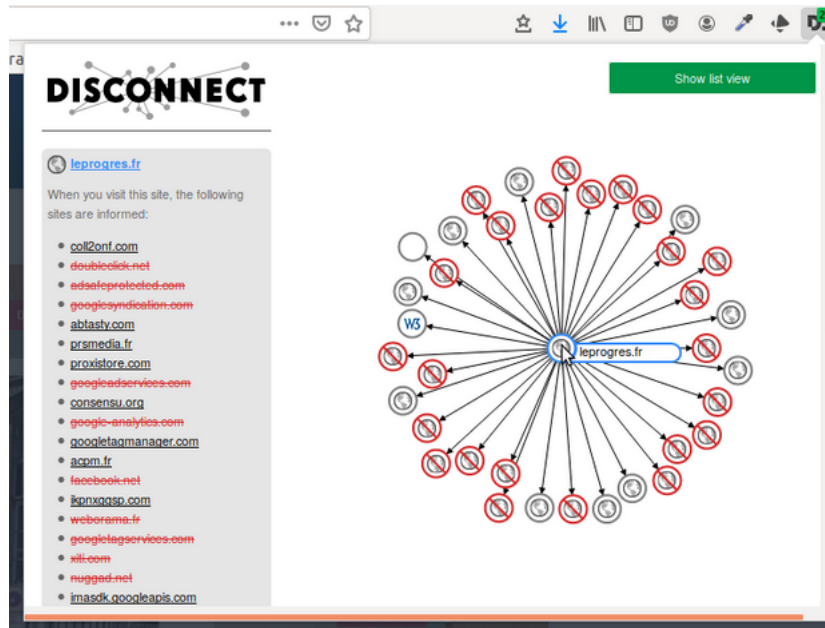 ra
DISCONNECT
Show list view
leprogres.fr
When you visit this site, the following
sites are informed:
coll2onf.com
doubleclick.net
adsafeprotected.com
googlesyndication.com
abtasty.com
prsmedia.fr
proxistore.com
googleadservices.com
consensu.org
google-analytics.com
googletagmanager.com
acpm.fr
facebook.net
ikpnxqgsp.com
weborama.fr
googletagservices.com
xiti.com
nuggad.net
imasdk.googleapis.com
W3
leprogres.fr